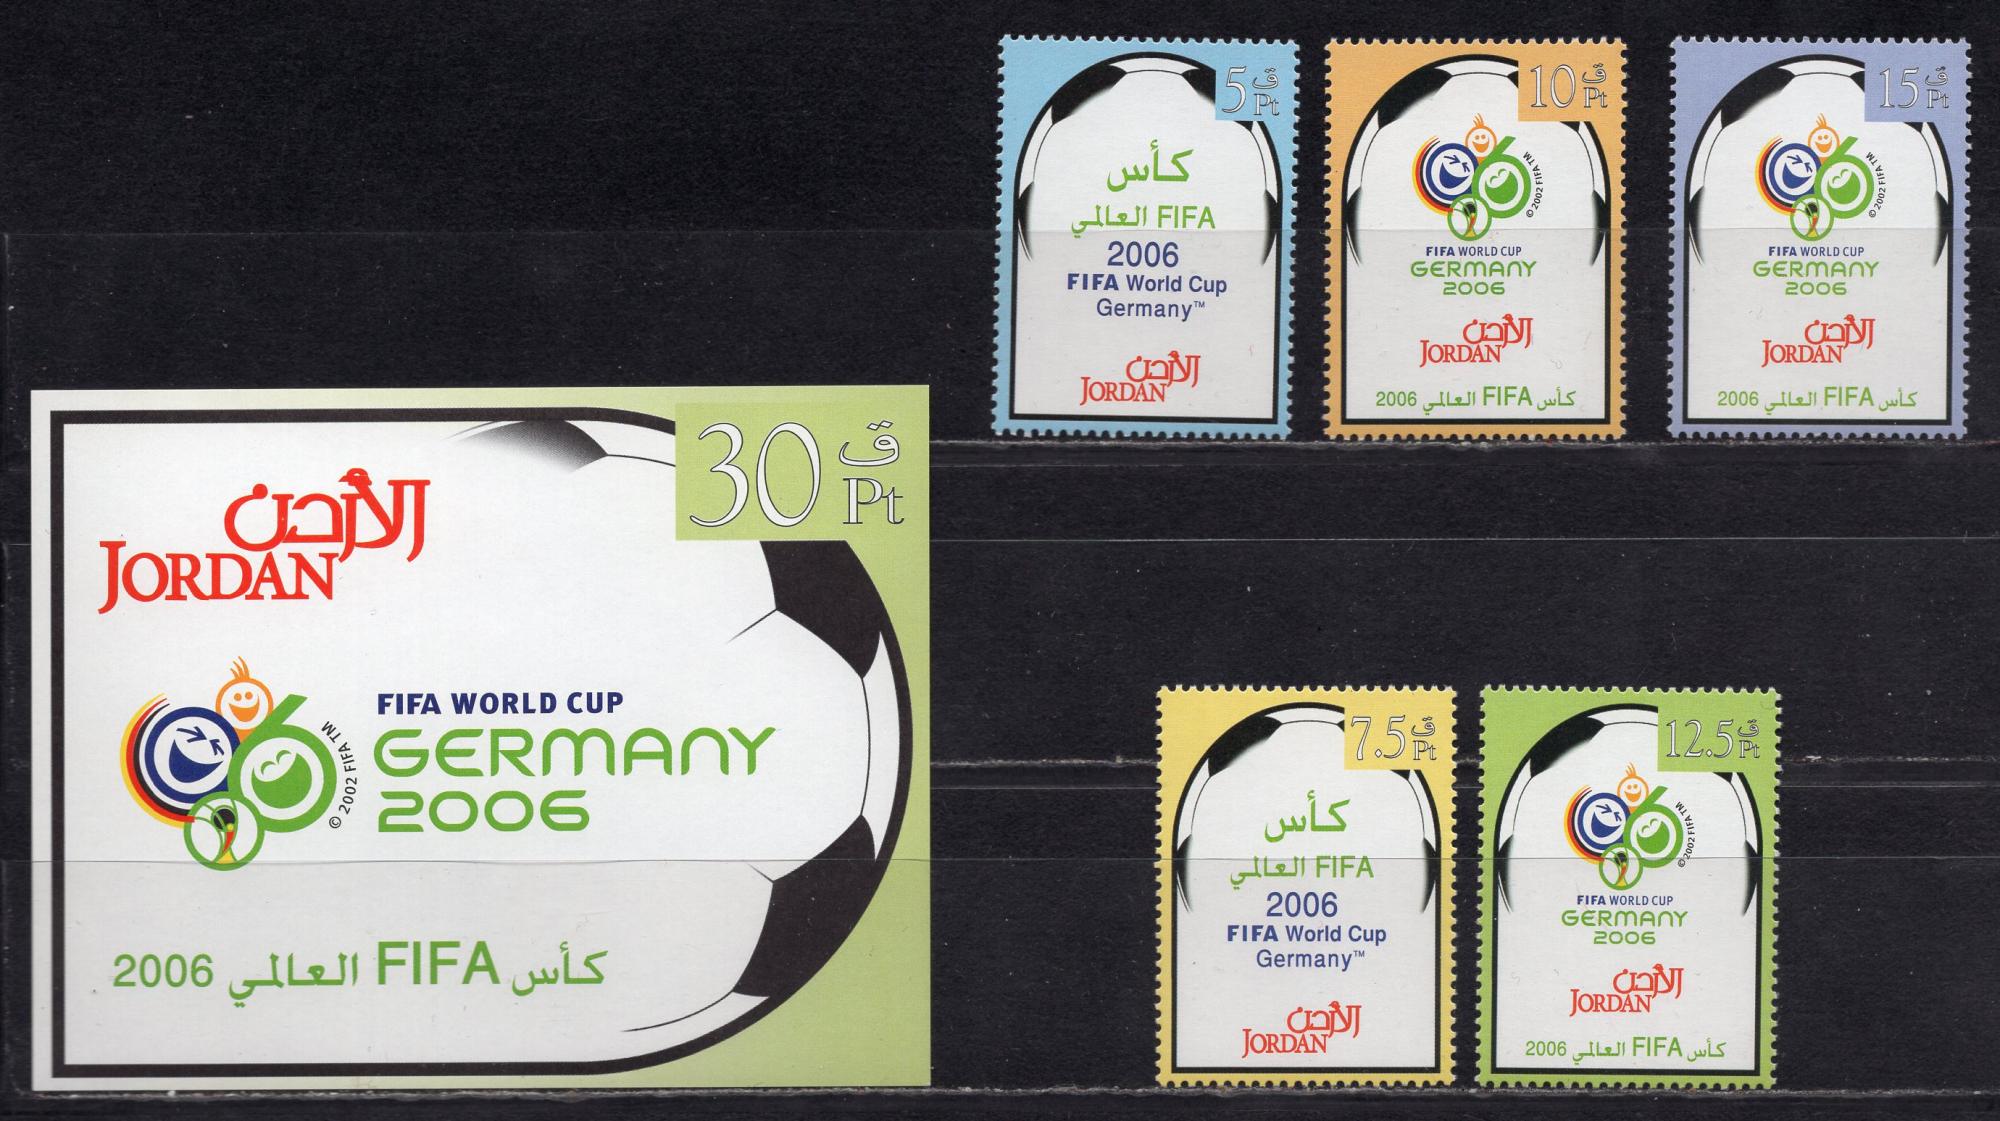 30 ق
Pt
الأردن
JORDAN
FIFA WORLD CUP
GERMANY
2006
© 2002 FIFA TM
كأس FIFA العالمي 2006
5 ق
Pt
كأس
FIFA العالمي
2006
FIFA World Cup
Germany™
الأردن
JORDAN
10 ق
Pt
© 2002 FIFA TM
FIFA WORLD CUP
GERMANY
2006
الأردن
JORDAN
كأس FIFA العالمي 2006
15 ق
Pt
© 2002 FIFA TM
FIFA WORLD CUP
GERMANY
2006
الأردن
JORDAN
كأس FIFA العالمي 2006
7.5 ق
Pt
كأس
FIFA العالمي
2006
FIFA World Cup
Germany™
الأردن
JORDAN
12.5 ق
Pt
© 2002 FIFA TM
FIFA WORLD CUP
GERMANY
2006
الأردن
JORDAN
كأس FIFA العالمي 2006